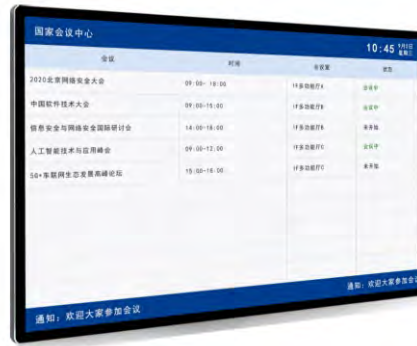 国家会议中心
10:45
星期三
会议 时间 会议室 状态
2020北京网络安全大会 09:00- 18:00 1F多功能厅A 会议中
中国软件技术大会 09:00-15:00 1F多功能厅B 会议中
信息安全与网络安全国际研讨会 14:00-18:00 1F多功能厅B 未开始
人工智能技术与应用峰会 09:00-12:00 1F多功能厅C 会议中
5G+车联网生态发展高峰论坛 15:00-18:00 1F多功能厅C 未开始
通知：欢迎大家参加会议 通知：欢迎大家参加会议